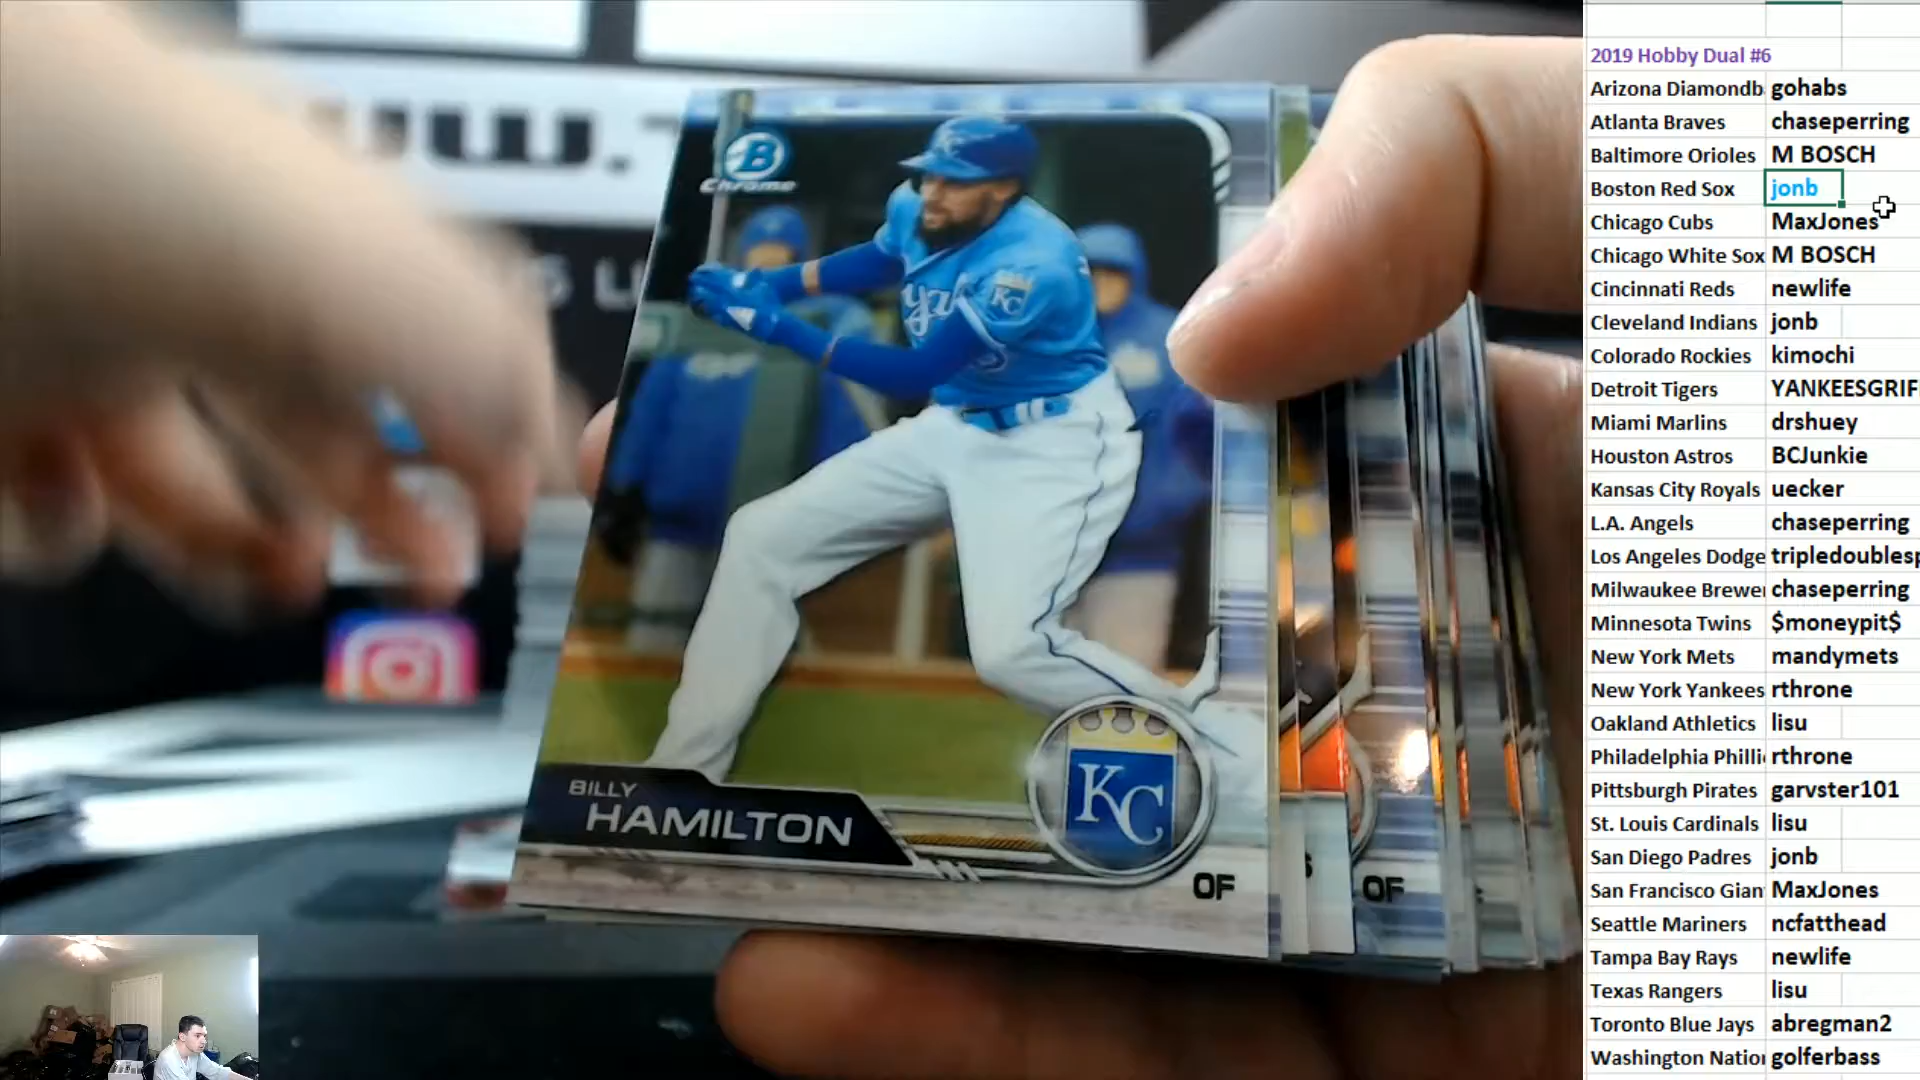 W.
S U
B
Chrome
Royals
KC
BILLY
HAMILTON
KC
OF
OF
2019 Hobby Dual #6
Arizona Diamondb gohabs
Atlanta Braves chaseperring
Baltimore Orioles M BOSCH
Boston Red Sox jonb
Chicago Cubs MaxJones
Chicago White Sox M BOSCH
Cincinnati Reds newlife
Cleveland Indians jonb
Colorado Rockies kimochi
Detroit Tigers YANKEESGRIF
Miami Marlins drshuey
Houston Astros BCJunkie
Kansas City Royals uecker
L.A. Angels chaseperring
Los Angeles Dodge tripledoublesp
Milwaukee Brewe chaseperring
Minnesota Twins $moneypit$
New York Mets mandymets
New York Yankees rthrone
Oakland Athletics lisu
Philadelphia Philli rthrone
Pittsburgh Pirates garvster101
St. Louis Cardinals lisu
San Diego Padres jonb
San Francisco Gian MaxJones
Seattle Mariners ncfatthead
Tampa Bay Rays newlife
Texas Rangers lisu
Toronto Blue Jays abregman2
Washington Natio golferbass